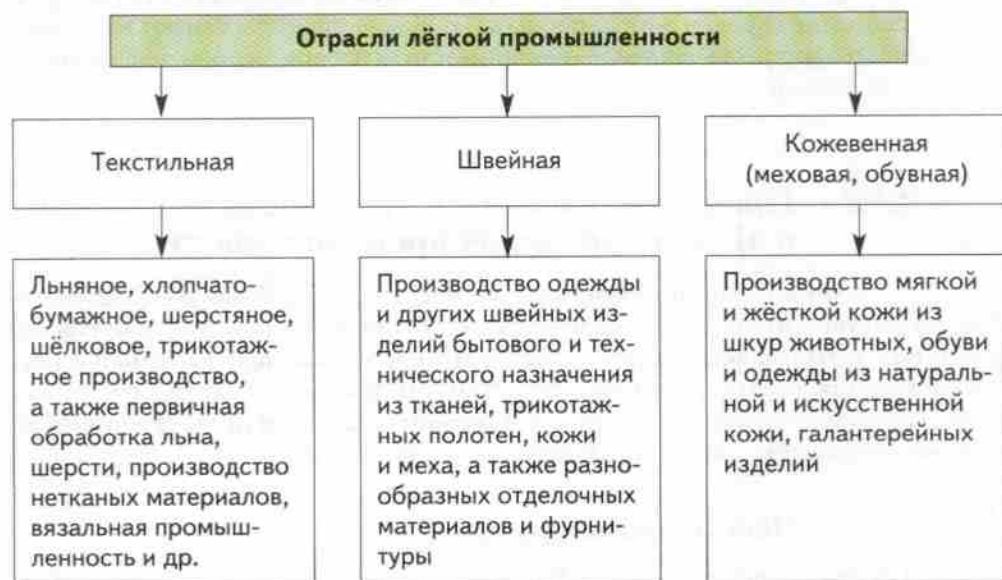 Отрасли лёгкой промышленности
Текстильная
Швейная
Кожевенная
(меховая, обувная)
Льняное, хлопчато-
бумажное, шерстяное,
шёлковое, трикотаж-
ное производство,
а также первичная
обработка льна,
шерсти, производство
нетканых материалов,
вязальная промыш-
ленность и др.
Производство одежды
и других швейных из-
делий бытового и тех-
нического назначения
из тканей, трикотаж-
ных полотен, кожи
и меха, а также разно-
образных отделочных
материалов и фурни-
туры
Производство мягкой
и жёсткой кожи из
шкур животных, обуви
и одежды из натураль-
ной и искусственной
кожи, галантерейных
изделий